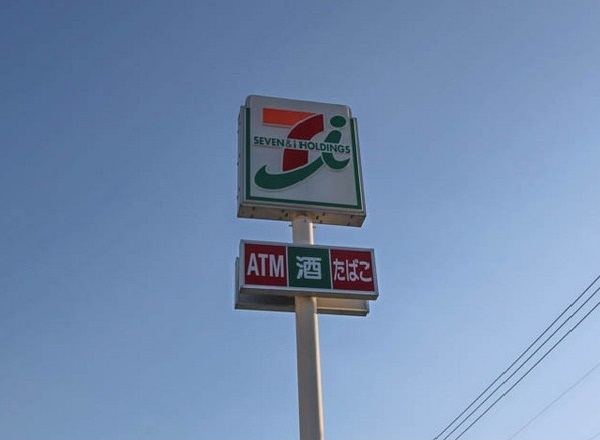 SEVEN&i HOLDINGS
ATM 酒 たばこ